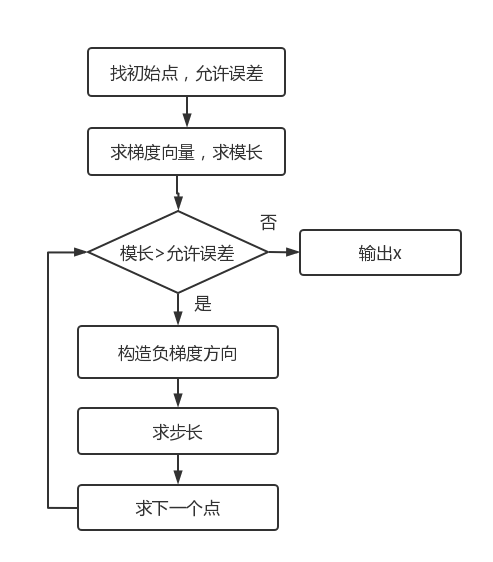 找初始点，允许误差
求梯度向量，求模长
否
模长>允许误差
输出x
是
构造负梯度方向
求步长
求下一个点